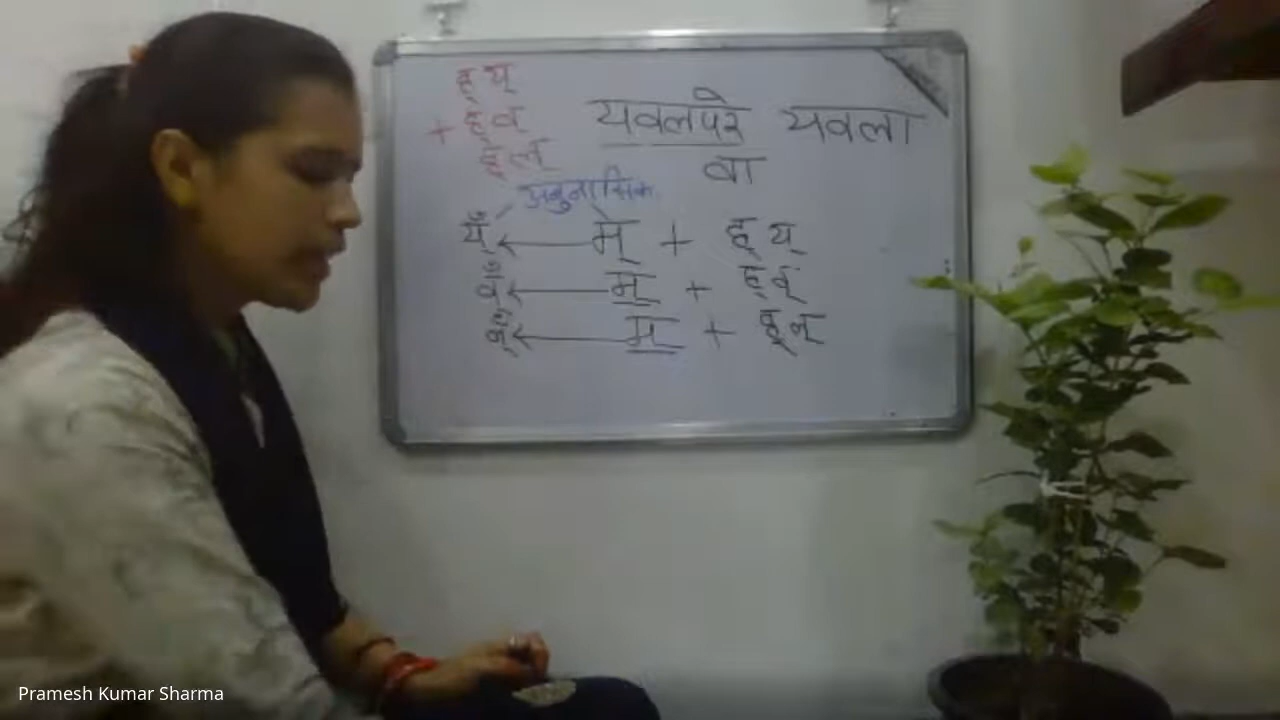 ह् य्
+ ह् व्
ह् ल्
यवलपरे यवला
वा
अनुनासिक
यँ् ← म् + ह् य्
वँ् ← म् + ह् व्
लँ् ← म् + ह् ल्
Pramesh Kumar Sharma